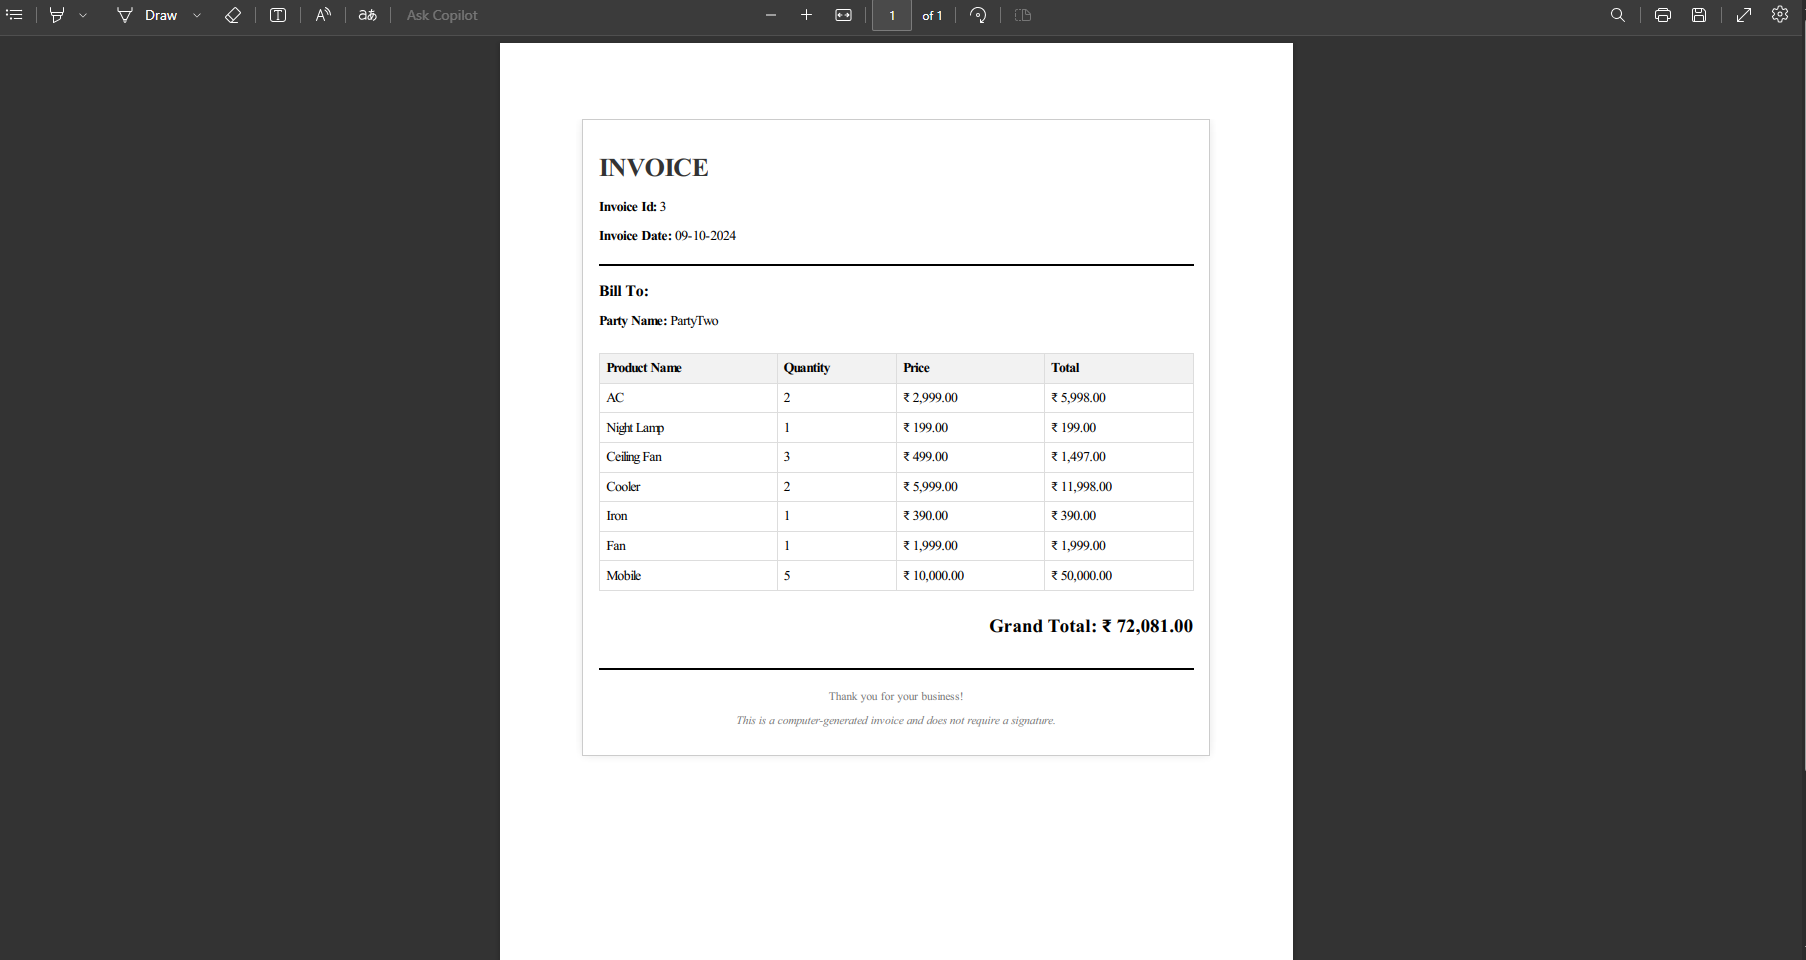 Draw Ask Copilot 1 of 1
INVOICE
Invoice Id: 3
Invoice Date: 09-10-2024
Bill To:
Party Name: PartyTwo
Product Name Quantity Price Total
AC 2 ₹ 2,999.00 ₹ 5,998.00
Night Lamp 1 ₹ 199.00 ₹ 199.00
Ceiling Fan 3 ₹ 499.00 ₹ 1,497.00
Cooler 2 ₹ 5,999.00 ₹ 11,998.00
Iron 1 ₹ 390.00 ₹ 390.00
Fan 1 ₹ 1,999.00 ₹ 1,999.00
Mobile 5 ₹ 10,000.00 ₹ 50,000.00
Grand Total: ₹ 72,081.00
Thank you for your business!
This is a computer-generated invoice and does not require a signature.